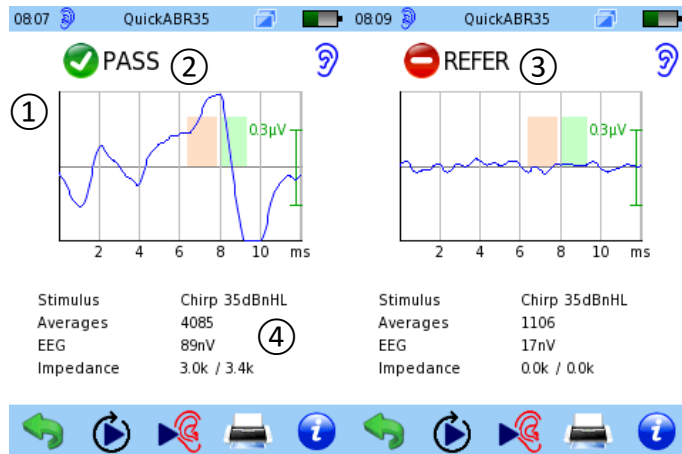 08:07 QuickABR35
PASS ②
①
0.3µV
2 4 6 8 10 ms
Stimulus Chirp 35dBnHL
Averages 4085
EEG 89nV
④
Impedance 3.0k / 3.4k
08:09 QuickABR35
REFER ③
0.3µV
2 4 6 8 10 ms
Stimulus Chirp 35dBnHL
Averages 1106
EEG 17nV
Impedance 0.0k / 0.0k